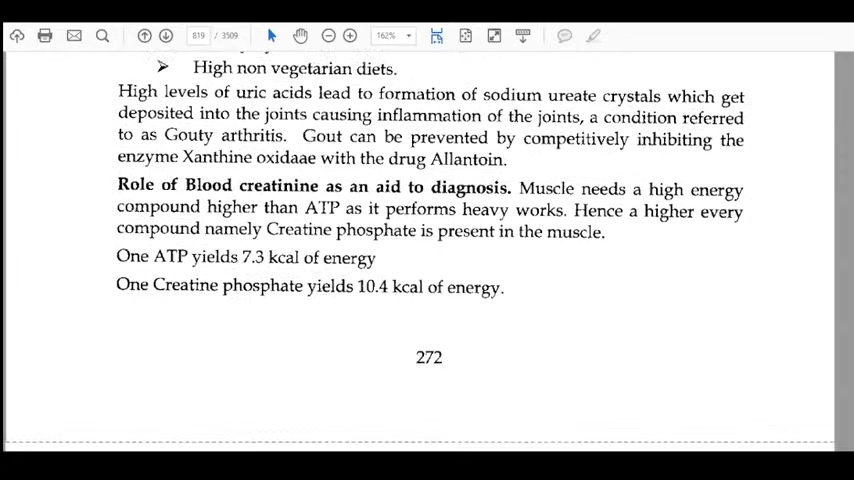 819 / 3509
162%
➤ High non vegetarian diets.
High levels of uric acids lead to formation of sodium ureate crystals which get
deposited into the joints causing inflammation of the joints, a condition referred
to as Gouty arthritis. Gout can be prevented by competitively inhibiting the
enzyme Xanthine oxidaae with the drug Allantoin.
Role of Blood creatinine as an aid to diagnosis. Muscle needs a high energy
compound higher than ATP as it performs heavy works. Hence a higher every
compound namely Creatine phosphate is present in the muscle.
One ATP yields 7.3 kcal of energy
One Creatine phosphate yields 10.4 kcal of energy.
272